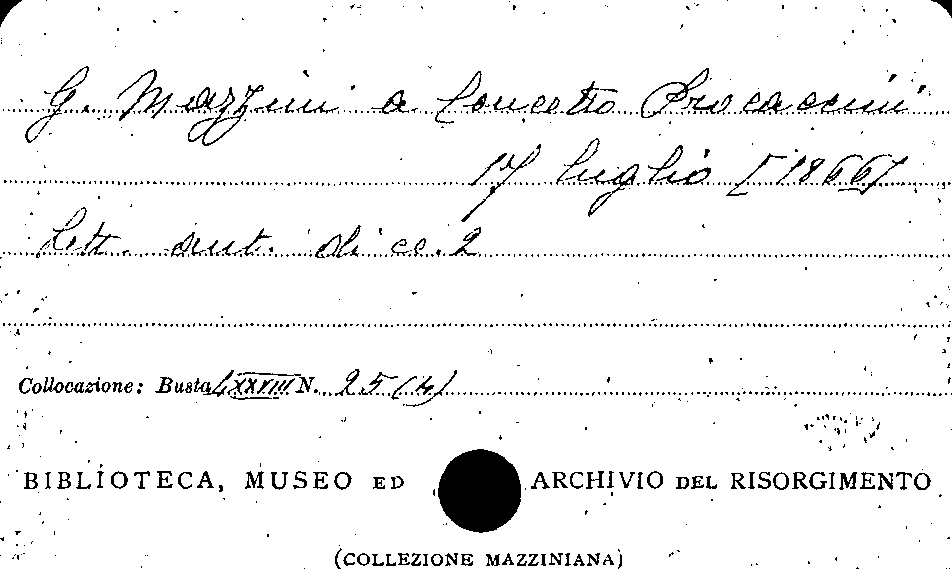 G. Mazzini a Concetto Procaccini
17 luglio [1866]
Lett. aut. di cc. 2
Collocazione: Busta LXXVIII N. 25 (4)
BIBLIOTECA, MUSEO ED ARCHIVIO DEL RISORGIMENTO
(COLLEZIONE MAZZINIANA)